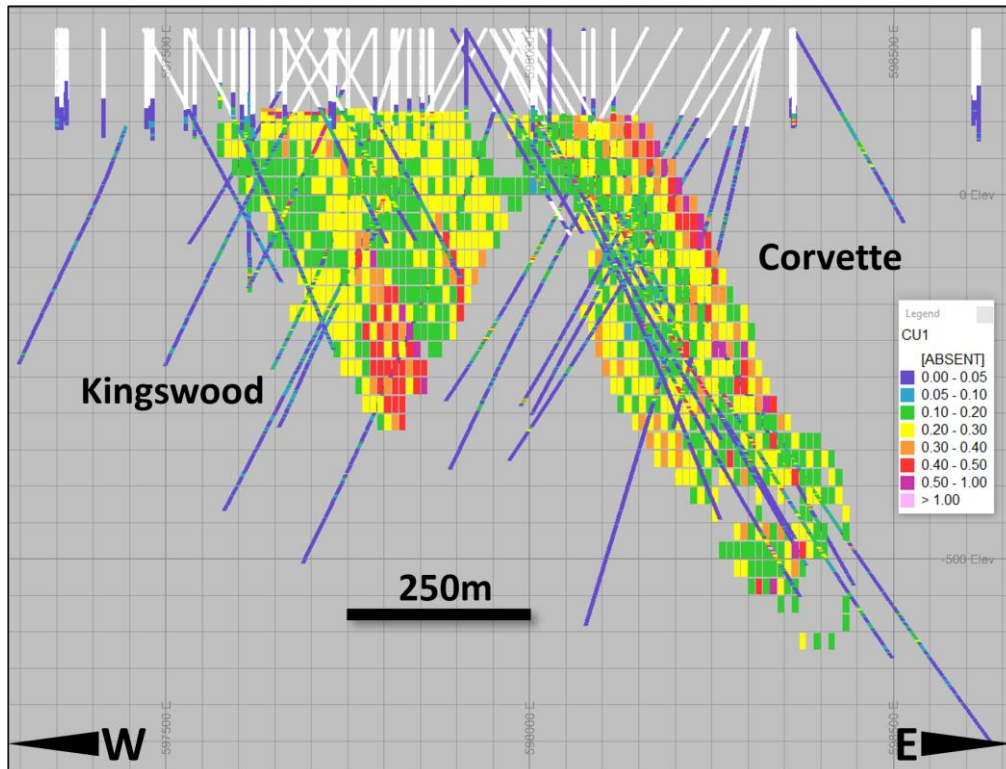 597500 E
598000 E
598500 E
0 Elev
Corvette
Kingswood
Legend
CU1
[ABSENT]
0.00 - 0.05
0.05 - 0.10
0.10 - 0.20
0.20 - 0.30
0.30 - 0.40
0.40 - 0.50
0.50 - 1.00
> 1.00
-500 Elev
250m
597500 E
598000 E
598500 E
W
E